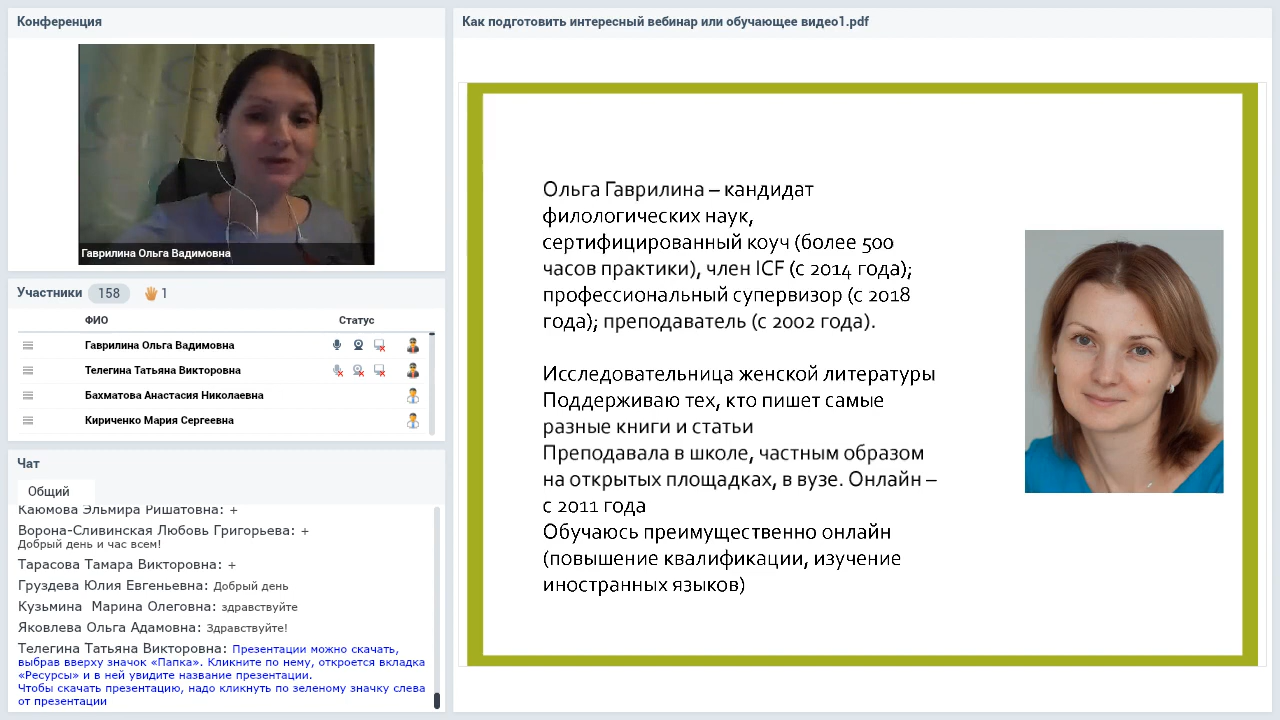 Конференция
Гаврилина Ольга Вадимовна
Участники 158 1
ФИО Статус
Гаврилина Ольга Вадимовна
Телегина Татьяна Викторовна
Бахматова Анастасия Николаевна
Кириченко Мария Сергеевна
Чат
Общий
Каюмова Эльмира Ришатовна: +
Ворона-Сливинская Любовь Григорьева: +
Добрый день и час всем!
Тарасова Тамара Викторовна: +
Груздева Юлия Евгеньевна: Добрый день
Кузьмина Марина Олеговна: здравствуйте
Яковлева Ольга Адамовна: Здравствуйте!
Телегина Татьяна Викторовна: Презентации можно скачать,
выбрав вверху значок «Папка». Кликните по нему, откроется вкладка
«Ресурсы» и в ней увидите название презентации.
Чтобы скачать презентацию, надо кликнуть по зеленому значку слева
от презентации
Как подготовить интересный вебинар или обучающее видео1.pdf
Ольга Гаврилина – кандидат
филологических наук,
сертифицированный коуч (более 500
часов практики), член ICF (с 2014 года);
профессиональный супервизор (с 2018
года); преподаватель (с 2002 года).
Исследовательница женской литературы
Поддерживаю тех, кто пишет самые
разные книги и статьи
Преподавала в школе, частным образом
на открытых площадках, в вузе. Онлайн –
с 2011 года
Обучаюсь преимущественно онлайн
(повышение квалификации, изучение
иностранных языков)